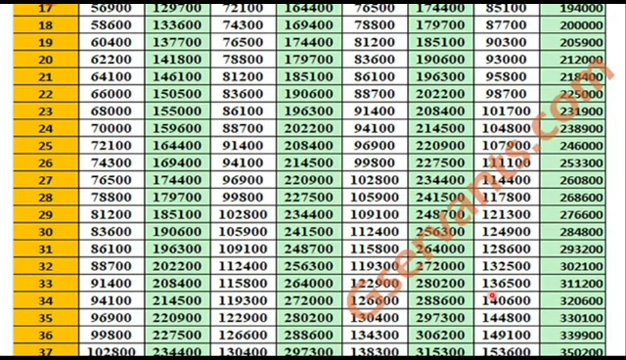 17 56900 129700 72100 164400 76500 174400 85100 194000
18 58600 133600 74300 169400 78800 179700 87700 200000
19 60400 137700 76500 174400 81200 185100 90300 205900
20 62200 141800 78800 179700 83600 190600 93000 212000
21 64100 146100 81200 185100 86100 196300 95800 218400
22 66000 150500 83600 190600 88700 202200 98700 225000
23 68000 155000 86100 196300 91400 208400 101700 231900
24 70000 159600 88700 202200 94100 214500 104800 238900
25 72100 164400 91400 208400 96900 220900 107900 246000
26 74300 169400 94100 214500 99800 227500 111100 253300
27 76500 174400 96900 220900 102800 234400 114400 260800
28 78800 179700 99800 227500 105900 241500 117800 268600
29 81200 185100 102800 234400 109100 248700 121300 276600
30 83600 190600 105900 241500 112400 256300 124900 284800
31 86100 196300 109100 248700 115800 264000 128600 293200
32 88700 202200 112400 256300 119300 272000 132500 302100
33 91400 208400 115800 264000 122900 280200 136500 311200
34 94100 214500 119300 272000 126600 288600 140600 320600
35 96900 220900 122900 280200 130400 297300 144800 330100
36 99800 227500 126600 288600 134300 306200 149100 339900
37 102800 234400 130400 297300 138300 315300 153600 350200
Gservants.com